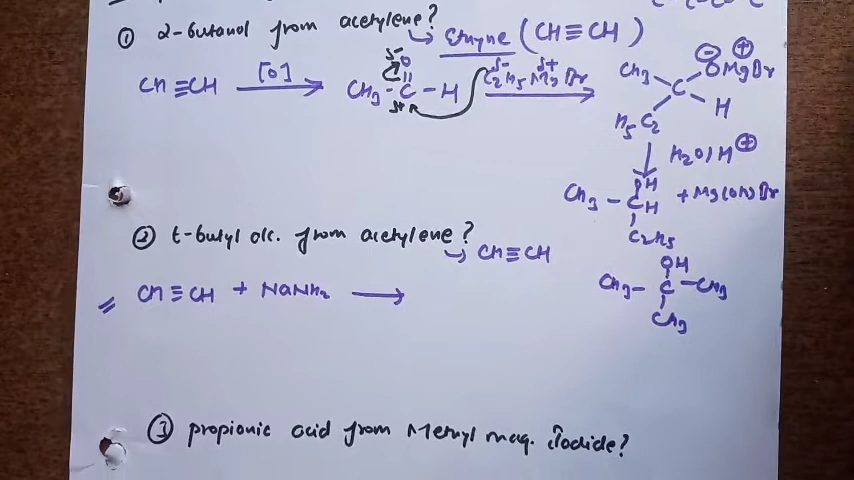 ① 2-butanol from acetylene?
Ethyne (CH≡CH)
CH≡CH [O] CH3-C-H C2H5MgBr
δ- O
δ+
δ- δ+
CH3 C OMgBr
⊖ ⊕
H
H5C2
H2O/H⊕
OH
CH3-CH + Mg(OH)Br
C2H5
② t-butyl alc. from acetylene?
CH≡CH
CH≡CH + NaNH2
OH
CH3-C-CH3
CH3
③ propionic acid from Methyl mag. Iodide?